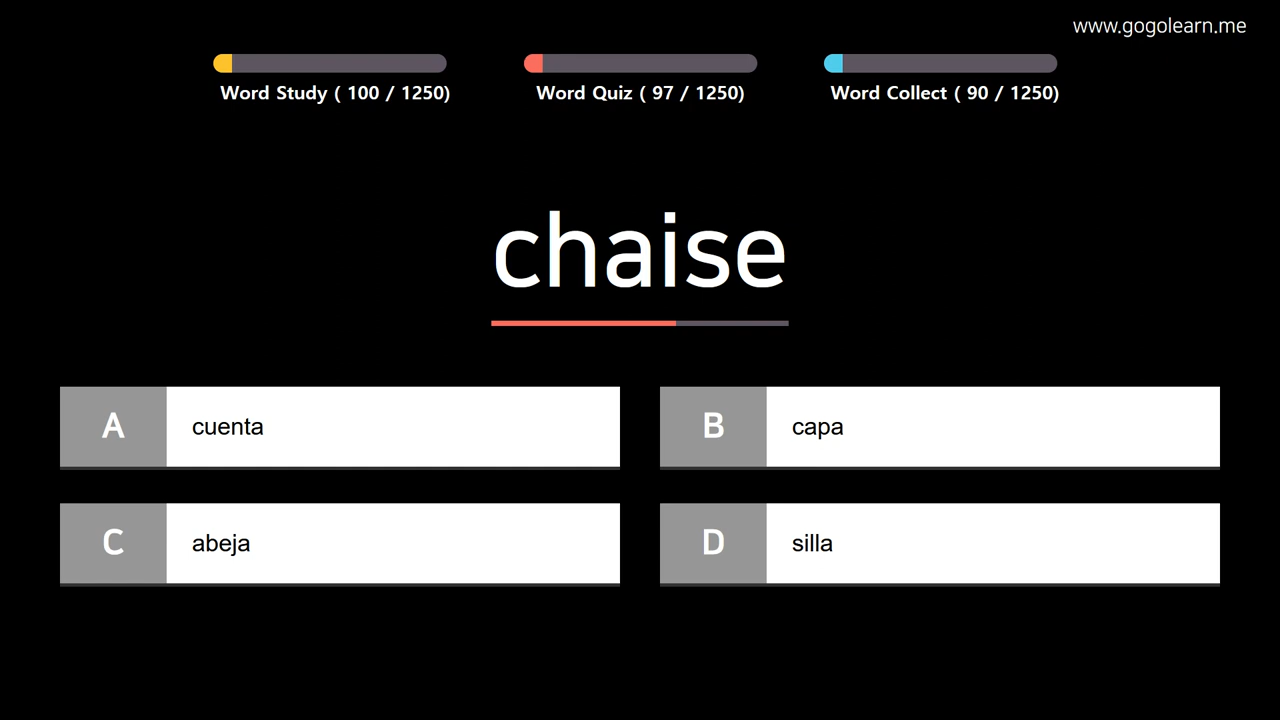 www.gogolearn.me
Word Study ( 100 / 1250)
Word Quiz ( 97 / 1250)
Word Collect ( 90 / 1250)
chaise
A cuenta
B capa
C abeja
D silla